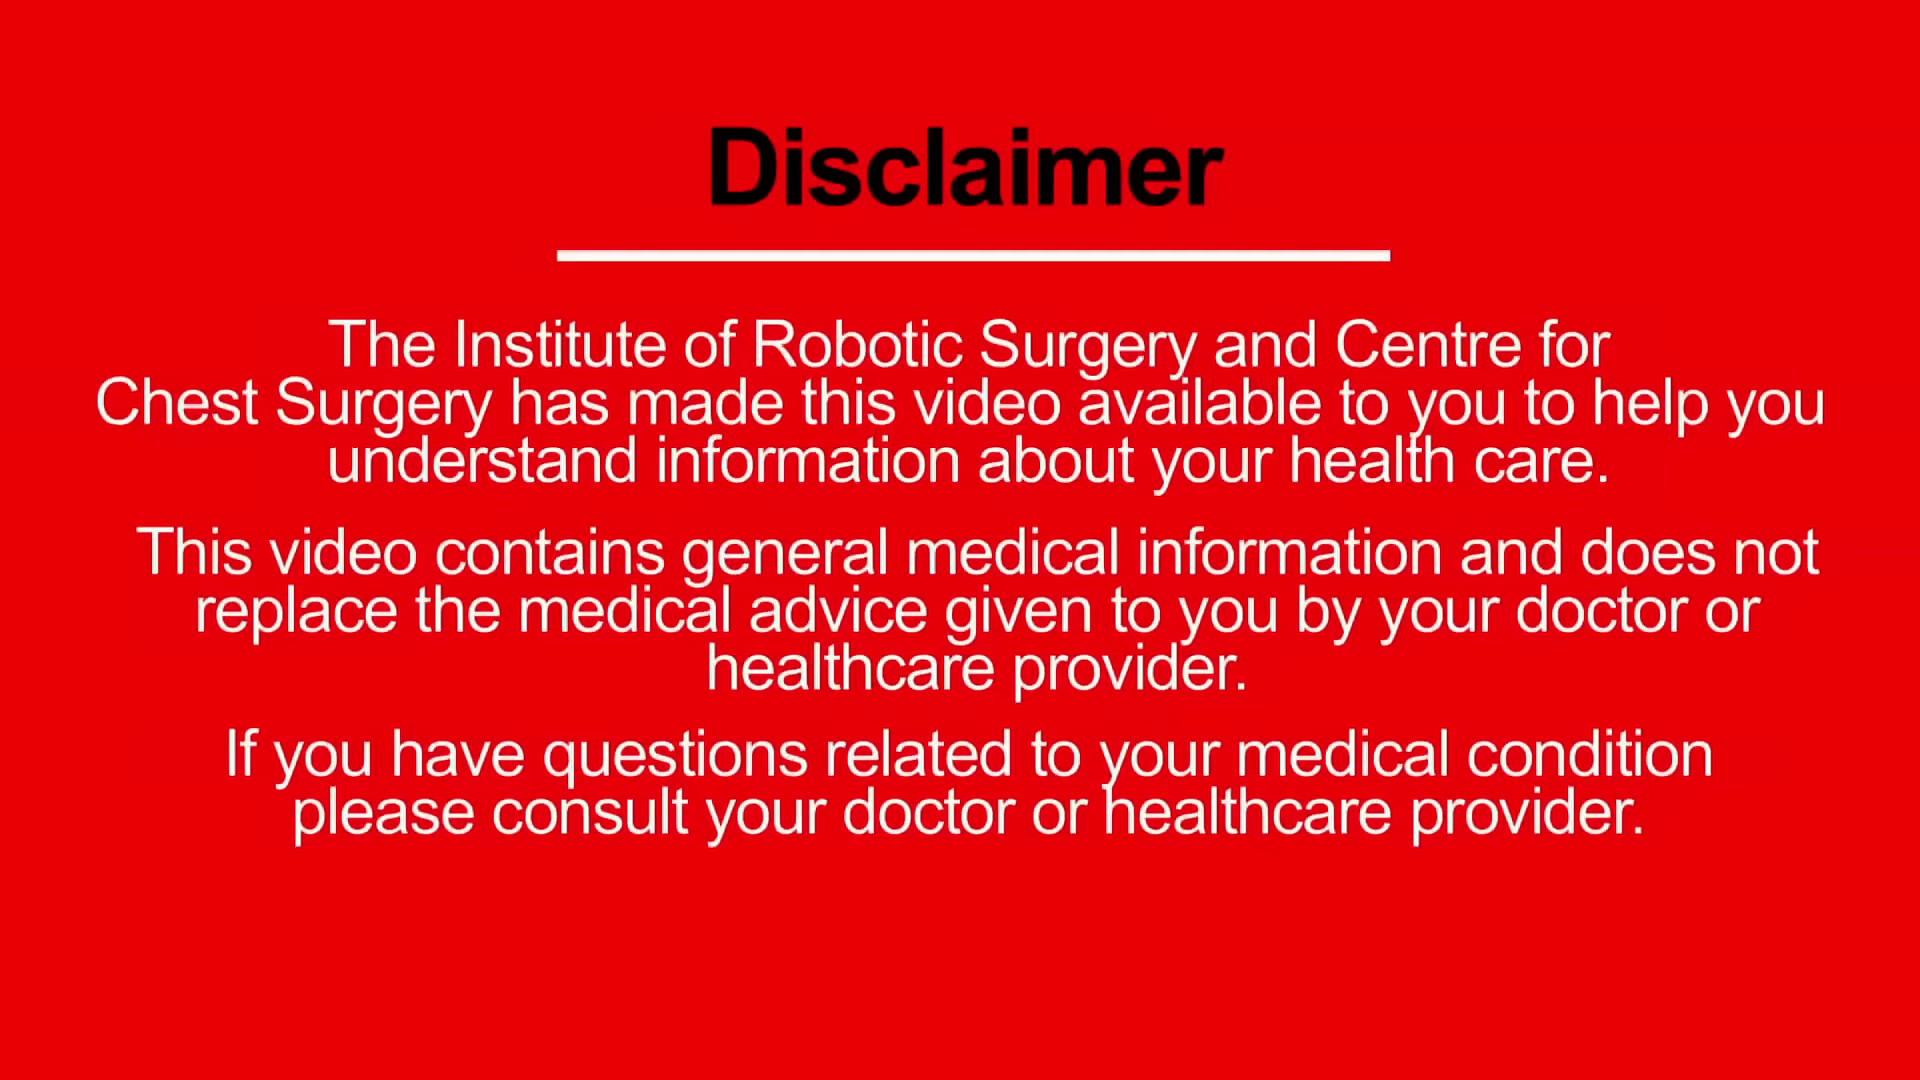 Disclaimer
The Institute of Robotic Surgery and Centre for
Chest Surgery has made this video available to you to help you
understand information about your health care.
This video contains general medical information and does not
replace the medical advice given to you by your doctor or
healthcare provider.
If you have questions related to your medical condition
please consult your doctor or healthcare provider.